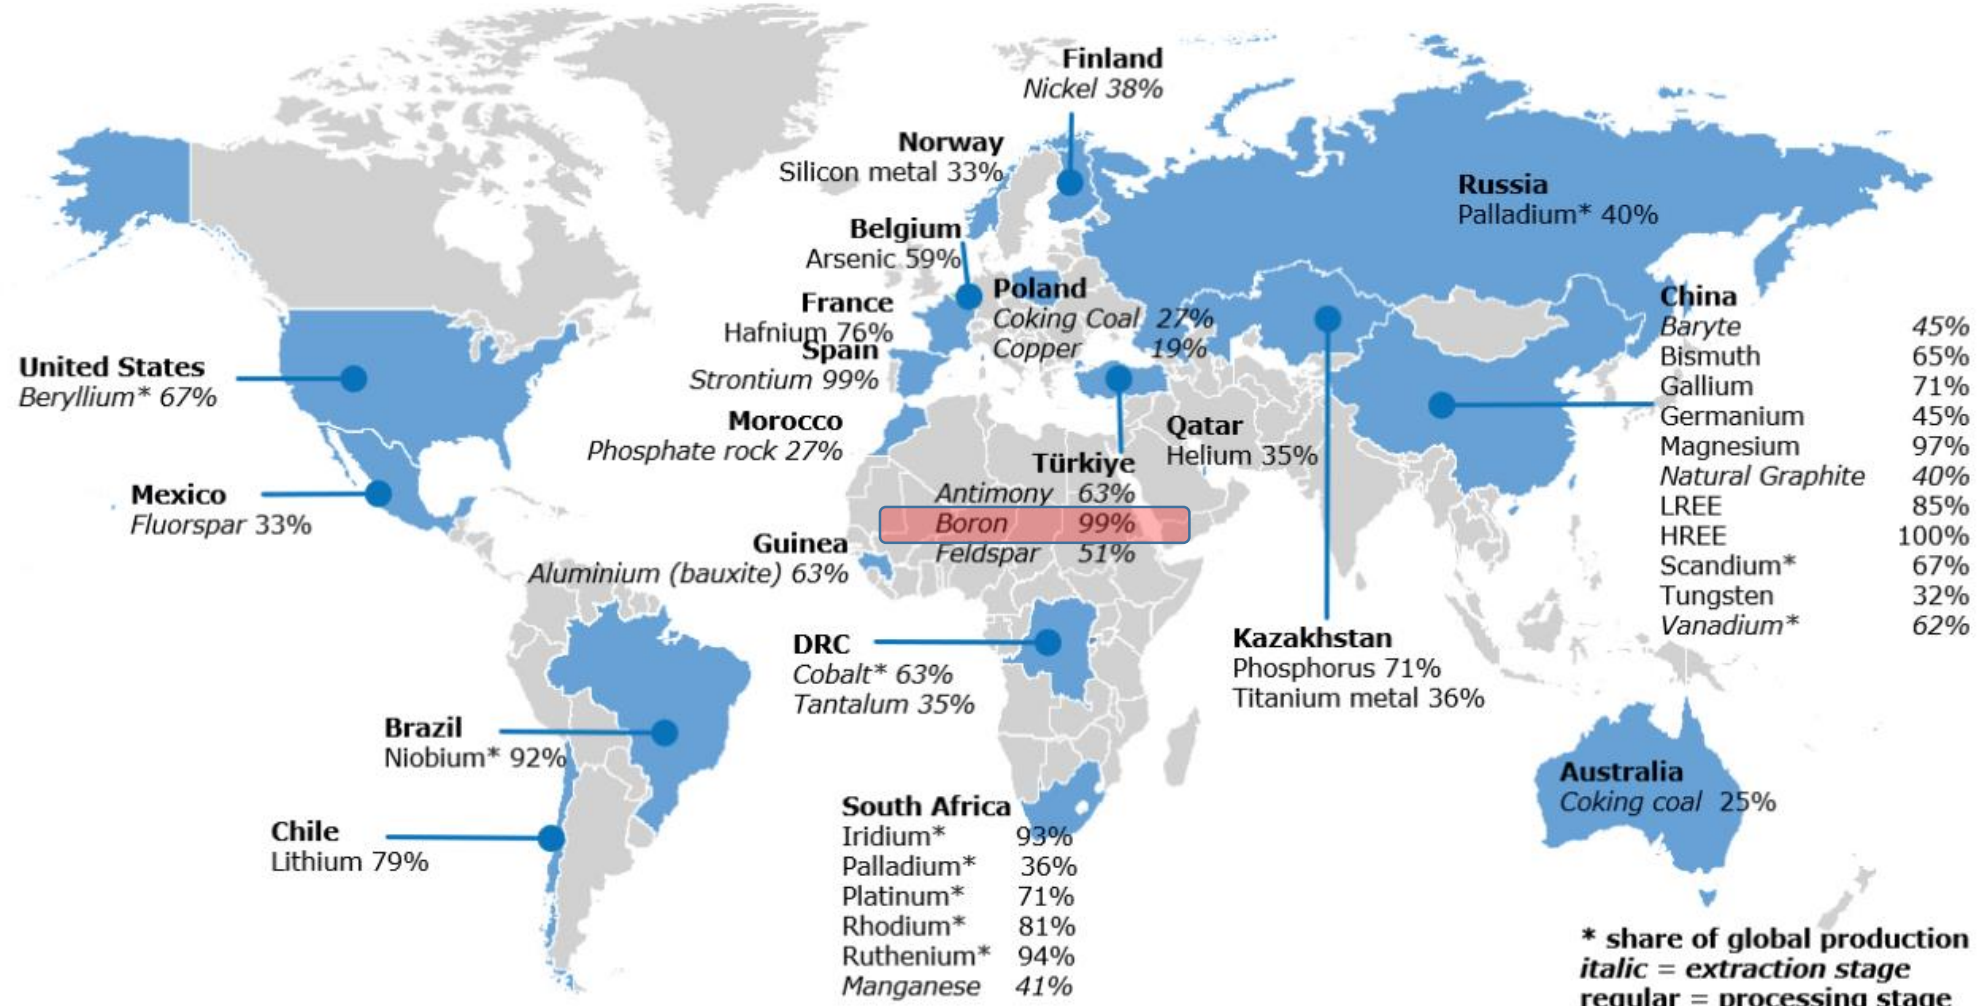 Finland
Nickel 38%
Norway
Silicon metal 33%
Russia
Palladium* 40%
Belgium
Arsenic 59%
Poland
Coking Coal 27%
Copper 19%
France
Hafnium 76%
Spain
Strontium 99%
China
Baryte 45%
Bismuth 65%
Gallium 71%
Germanium 45%
Magnesium 97%
Natural Graphite 40%
LREE 85%
HREE 100%
Scandium* 67%
Tungsten 32%
Vanadium* 62%
United States
Beryllium* 67%
Morocco
Phosphate rock 27%
Qatar
Helium 35%
Türkiye
Antimony 63%
Boron 99%
Feldspar 51%
Mexico
Fluorspar 33%
Guinea
Aluminium (bauxite) 63%
DRC
Cobalt* 63%
Tantalum 35%
Kazakhstan
Phosphorus 71%
Titanium metal 36%
Brazil
Niobium* 92%
Australia
Coking coal 25%
Chile
Lithium 79%
South Africa
Iridium* 93%
Palladium* 36%
Platinum* 71%
Rhodium* 81%
Ruthenium* 94%
Manganese 41%
* share of global production
italic = extraction stage
regular = processing stage